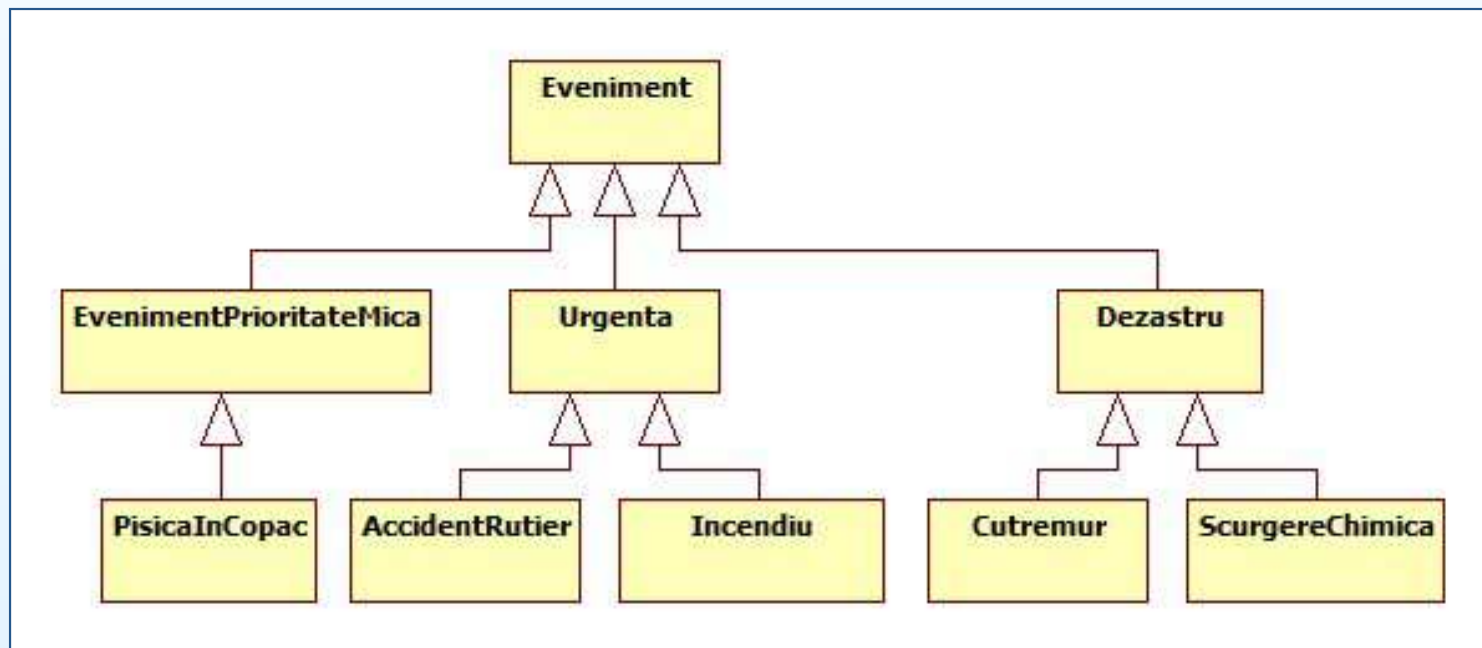 Eveniment
EvenimentPrioritateMica
Urgenta
Dezastru
PisicaInCopac
AccidentRutier
Incendiu
Cutremur
ScurgereChimica